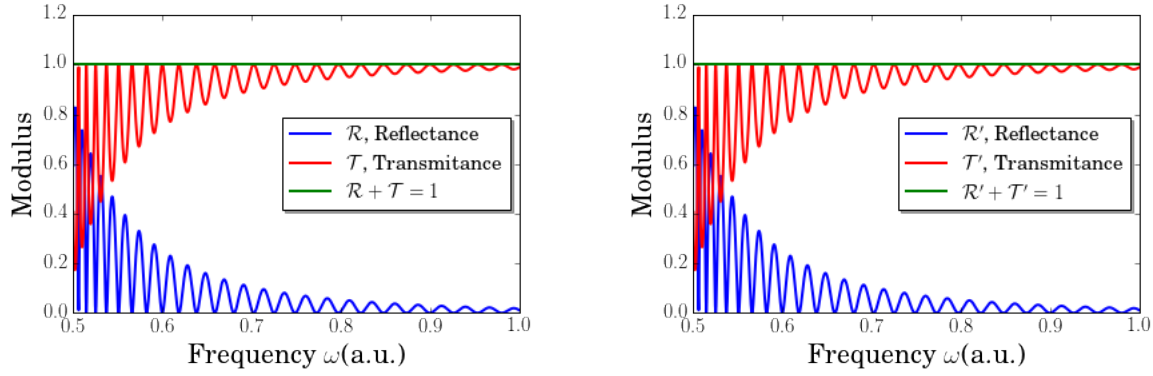 1.2
1.0
0.8
0.6
0.4
0.2
0.0
Modulus
ℛ, Reflectance
𝒯, Transmitance
ℛ + 𝒯 = 1
0.5 0.6 0.7 0.8 0.9 1.0
Frequency ω(a.u.)
1.2
1.0
0.8
0.6
0.4
0.2
0.0
Modulus
ℛ′, Reflectance
𝒯′, Transmitance
ℛ′ + 𝒯′ = 1
0.5 0.6 0.7 0.8 0.9 1.0
Frequency ω(a.u.)